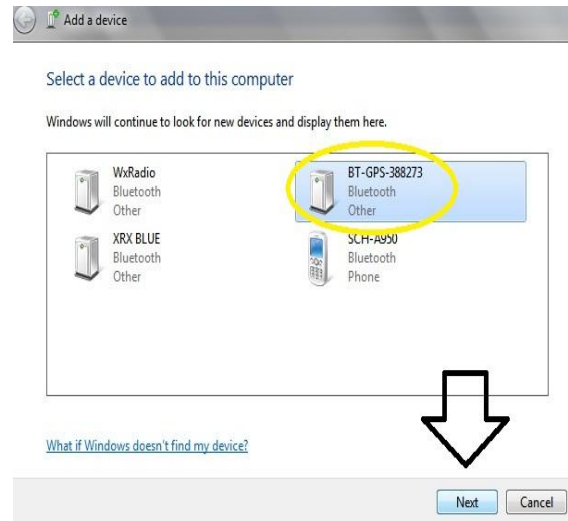 Add a device
Select a device to add to this computer
Windows will continue to look for new devices and display them here.
WxRadio
Bluetooth
Other
BT-GPS-388273
Bluetooth
Other
XRX BLUE
Bluetooth
Other
SCH-A950
Bluetooth
Phone
What if Windows doesn't find my device?
Next
Cancel